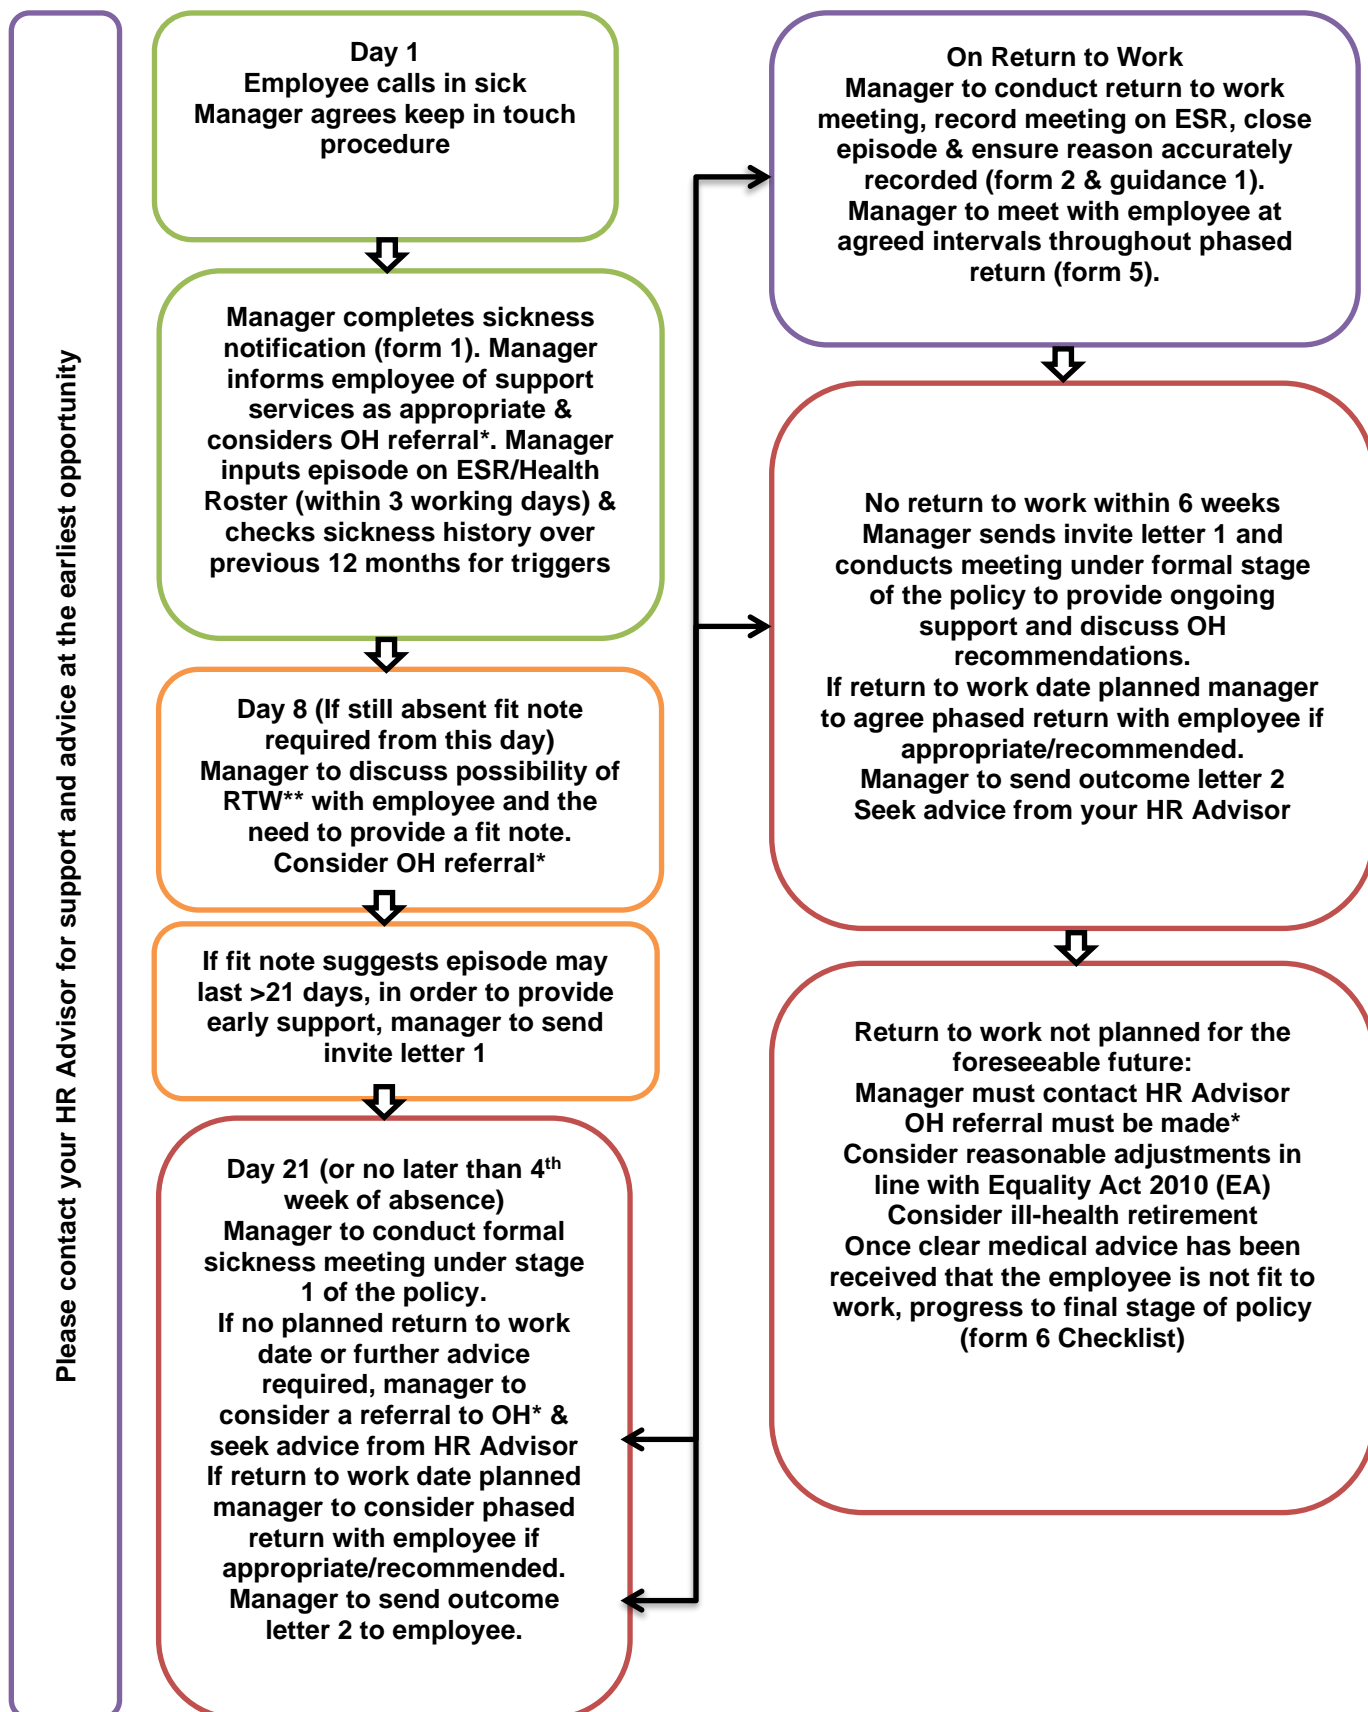 Please contact your HR Advisor for support and advice at the earliest opportunity
Day 1
Employee calls in sick
Manager agrees keep in touch
procedure
Manager completes sickness
notification (form 1). Manager
informs employee of support
services as appropriate &
considers OH referral*. Manager
inputs episode on ESR/Health
Roster (within 3 working days) &
checks sickness history over
previous 12 months for triggers
Day 8 (If still absent fit note
required from this day)
Manager to discuss possibility of
RTW** with employee and the
need to provide a fit note.
Consider OH referral*
If fit note suggests episode may
last >21 days, in order to provide
early support, manager to send
invite letter 1
Day 21 (or no later than 4th
week of absence)
Manager to conduct formal
sickness meeting under stage
1 of the policy.
If no planned return to work
date or further advice
required, manager to
consider a referral to OH* &
seek advice from HR Advisor
If return to work date planned
manager to consider phased
return with employee if
appropriate/recommended.
Manager to send outcome
letter 2 to employee.
On Return to Work
Manager to conduct return to work
meeting, record meeting on ESR, close
episode & ensure reason accurately
recorded (form 2 & guidance 1).
Manager to meet with employee at
agreed intervals throughout phased
return (form 5).
No return to work within 6 weeks
Manager sends invite letter 1 and
conducts meeting under formal stage
of the policy to provide ongoing
support and discuss OH
recommendations.
If return to work date planned manager
to agree phased return with employee if
appropriate/recommended.
Manager to send outcome letter 2
Seek advice from your HR Advisor
Return to work not planned for the
foreseeable future:
Manager must contact HR Advisor
OH referral must be made*
Consider reasonable adjustments in
line with Equality Act 2010 (EA)
Consider ill-health retirement
Once clear medical advice has been
received that the employee is not fit to
work, progress to final stage of policy
(form 6 Checklist)